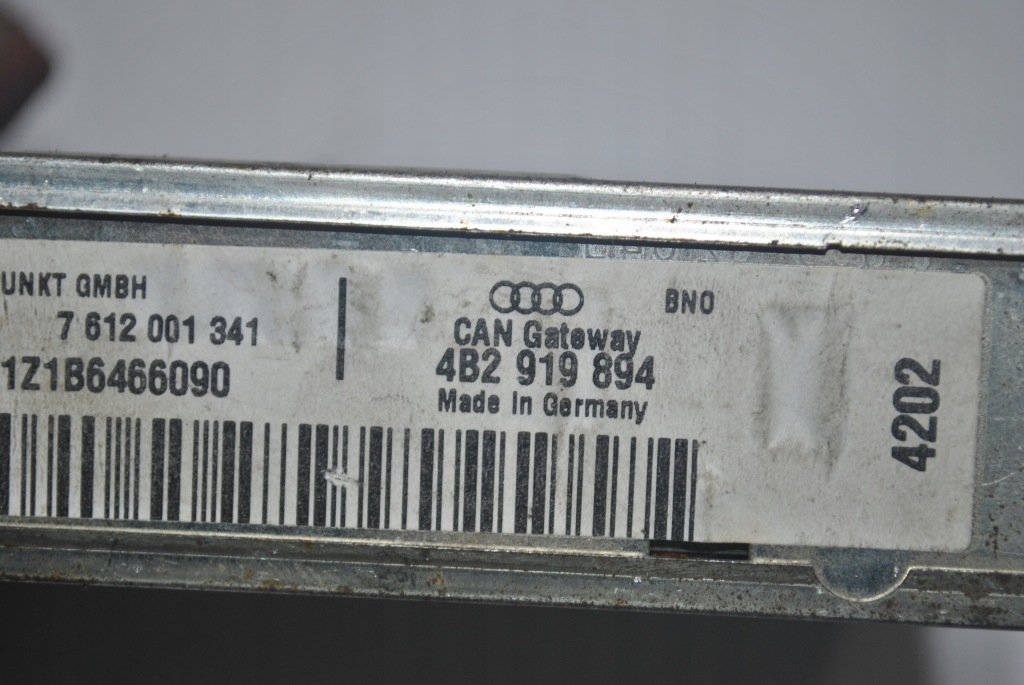 UNKT GMBH
7 612 001 341
1Z1B6466090
BNO
CAN Gateway
4B2 919 894
Made in Germany
4202